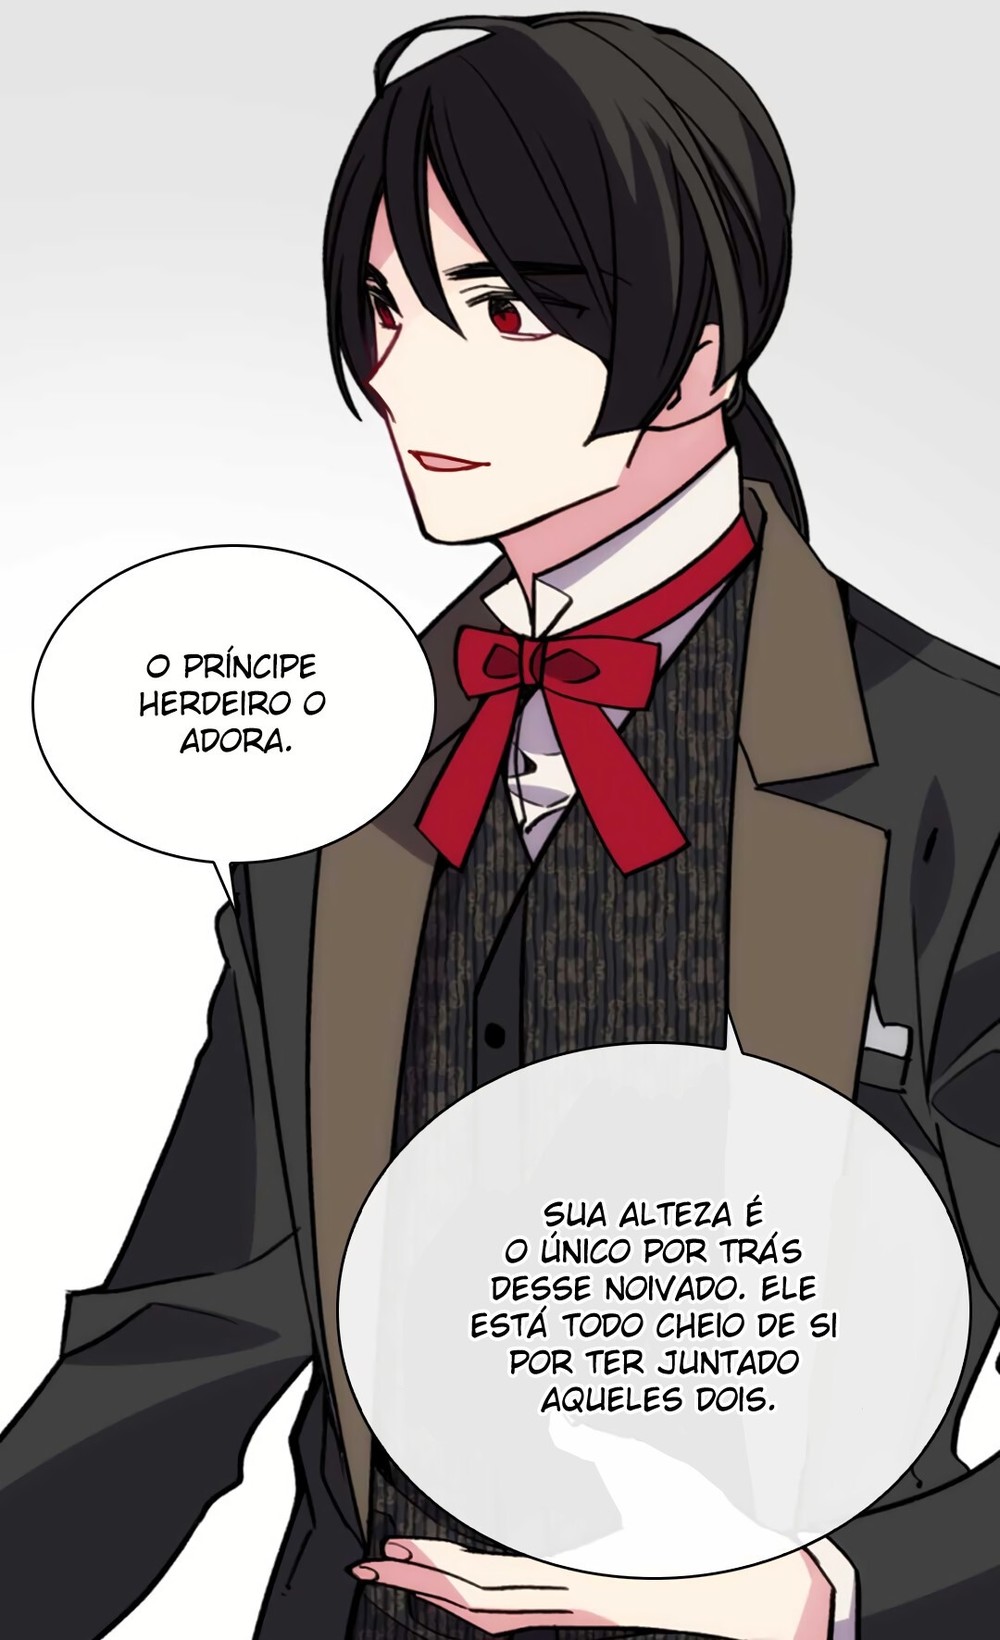 O PRÍNCIPE
HERDEIRO O
ADORA.
SUA ALTEZA É
O ÚNICO POR TRÁS
DESSE NOIVADO. ELE
ESTÁ TODO CHEIO DE SI
POR TER JUNTADO
AQUELES DOIS.